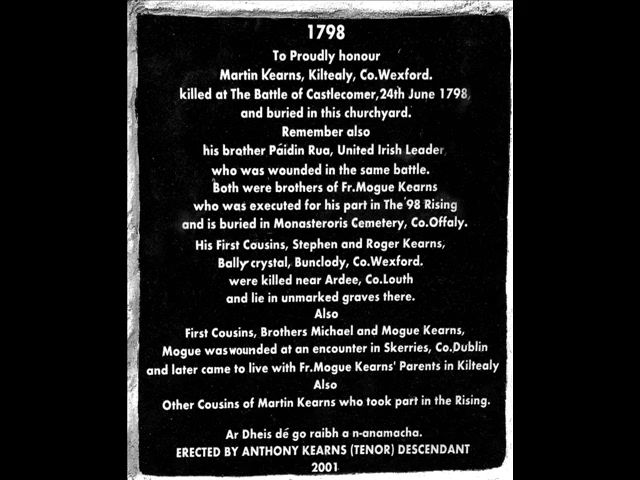 1798
To Proudly honour
Martin Kearns, Kiltealy, Co.Wexford.
killed at The Battle of Castlecomer,24th June 1798,
and buried in this churchyard.
Remember also
his brother Páidin Rua, United Irish Leader
who was wounded in the same battle.
Both were brothers of Fr.Mogue Kearns
who was executed for his part in The '98 Rising
and is buried in Monasteroris Cemetery, Co.Offaly.
His First Cousins, Stephen and Roger Kearns,
Ballycrystal, Bunclody, Co.Wexford.
were killed near Ardee, Co.Louth
and lie in unmarked graves there.
Also
First Cousins, Brothers Michael and Mogue Kearns,
Mogue was wounded at an encounter in Skerries, Co.Dublin
and later came to live with Fr.Mogue Kearns' Parents in Kiltealy
Also
Other Cousins of Martin Kearns who took part in the Rising.
Ar Dheis dé go raibh a n-anamacha.
ERECTED BY ANTHONY KEARNS (TENOR) DESCENDANT
2001